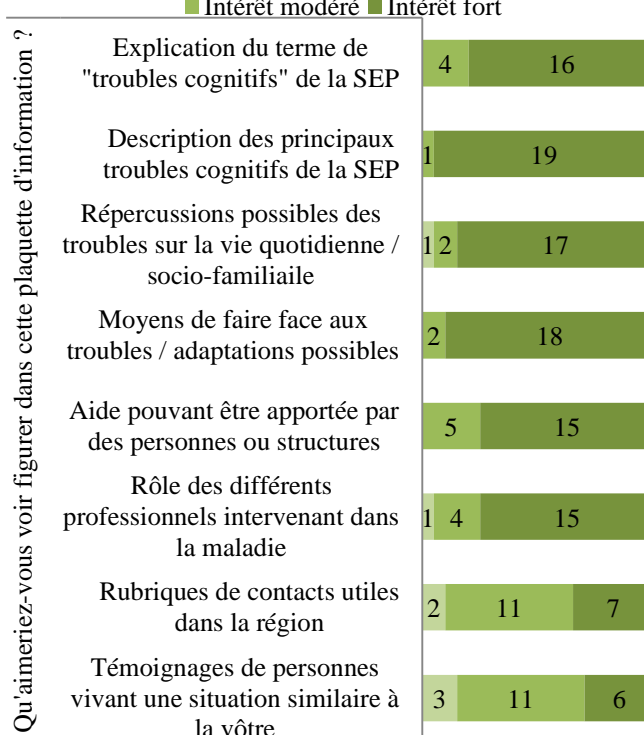 Intérêt modéré Intérêt fort
Qu'aimeriez-vous voir figurer dans cette plaquette d'information ?
Explication du terme de
"troubles cognitifs" de la SEP
4 16
Description des principaux
troubles cognitifs de la SEP
1 19
Répercussions possibles des
troubles sur la vie quotidienne /
socio-familiaile
1 2 17
Moyens de faire face aux
troubles / adaptations possibles
2 18
Aide pouvant être apportée par
des personnes ou structures
5 15
Rôle des différents
professionnels intervenant dans
la maladie
1 4 15
Rubriques de contacts utiles
dans la région
2 11 7
Témoignages de personnes
vivant une situation similaire à
la vôtre
3 11 6